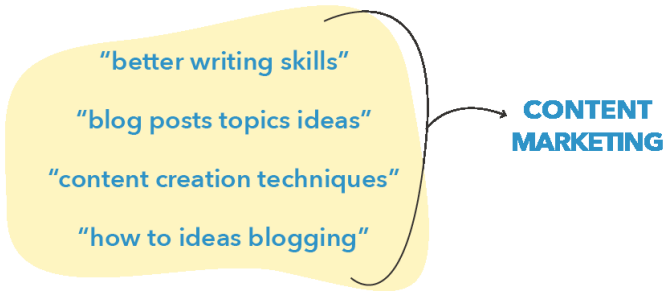 “better writing skills”
“blog posts topics ideas”
“content creation techniques”
“how to ideas blogging”
CONTENT
MARKETING